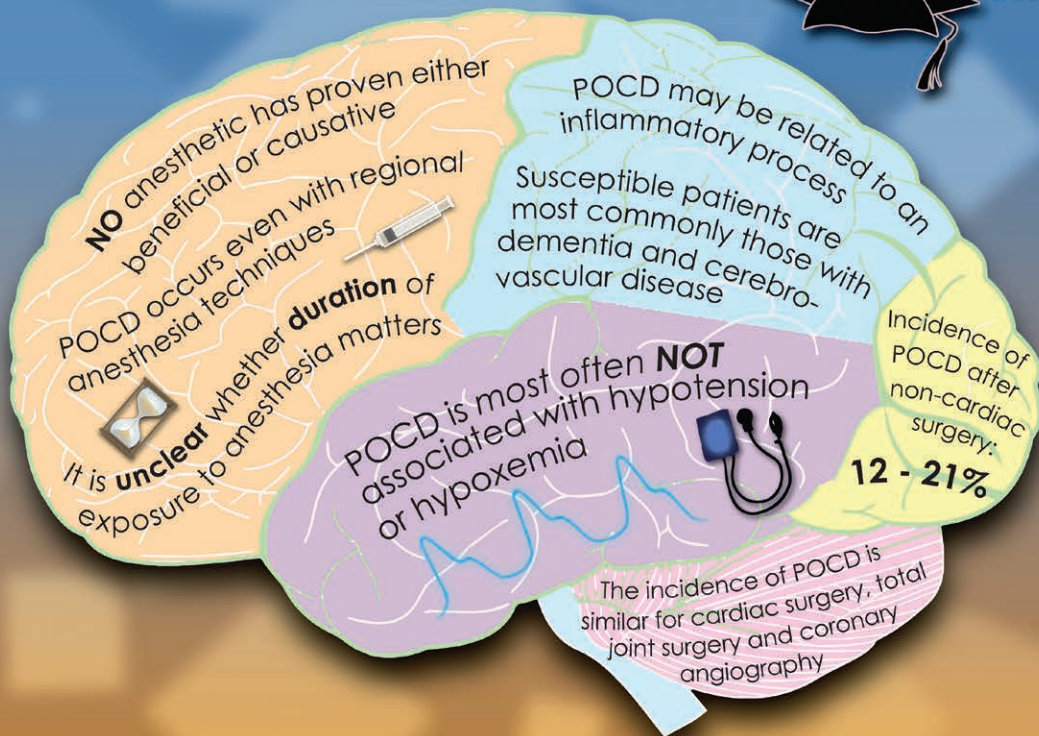 NO anesthetic has proven either
beneficial or causative
POCD occurs even with regional
anesthesia techniques
It is unclear whether duration of
exposure to anesthesia matters
POCD may be related to an
inflammatory process
Susceptible patients are
most commonly those with
dementia and cerebro-
vascular disease
POCD is most often NOT
associated with hypotension
or hypoxemia
Incidence of
POCD after
non-cardiac
surgery:
12 - 21%
The incidence of POCD is
similar for cardiac surgery, total
joint surgery and coronary
angiography